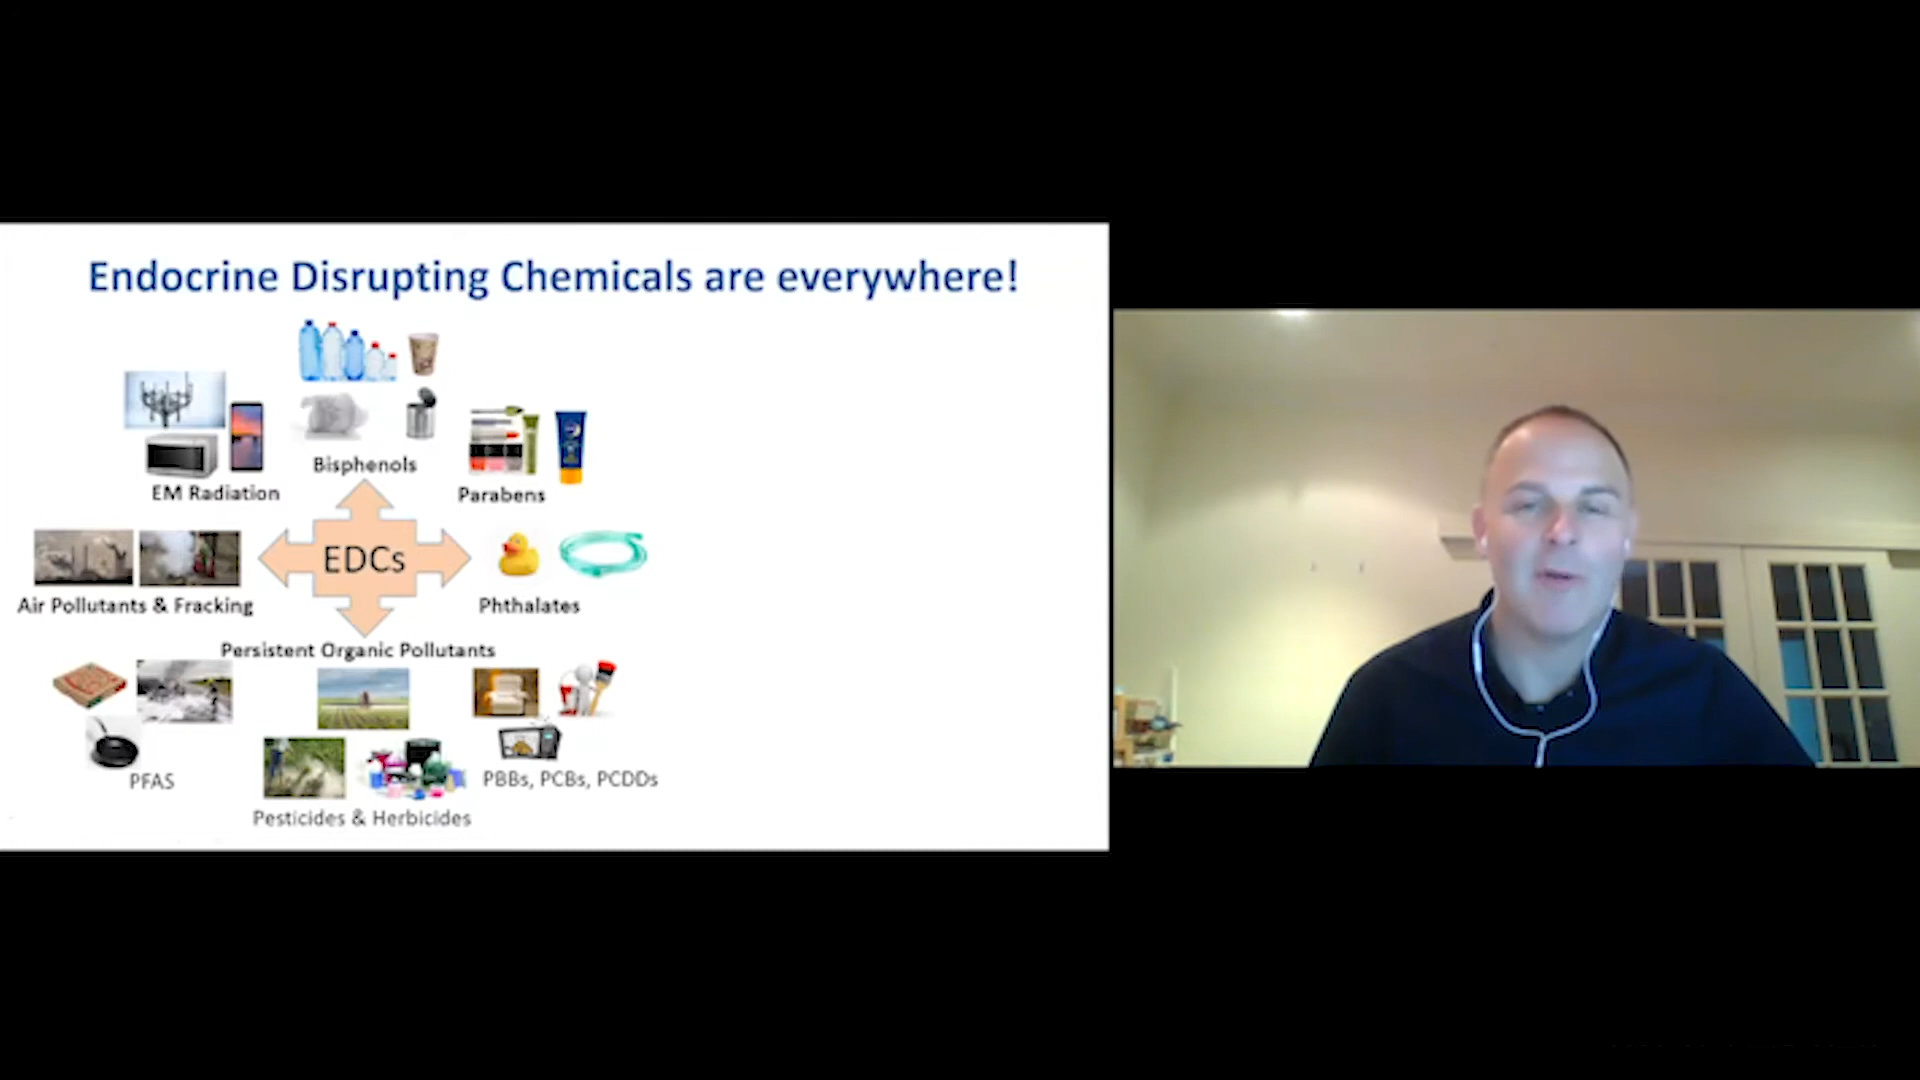 Endocrine Disrupting Chemicals are everywhere!
Bisphenols
EM Radiation
Parabens
EDCs
Air Pollutants & Fracking
Phthalates
Persistent Organic Pollutants
PFAS
PBBs, PCBs, PCDDs
Pesticides & Herbicides